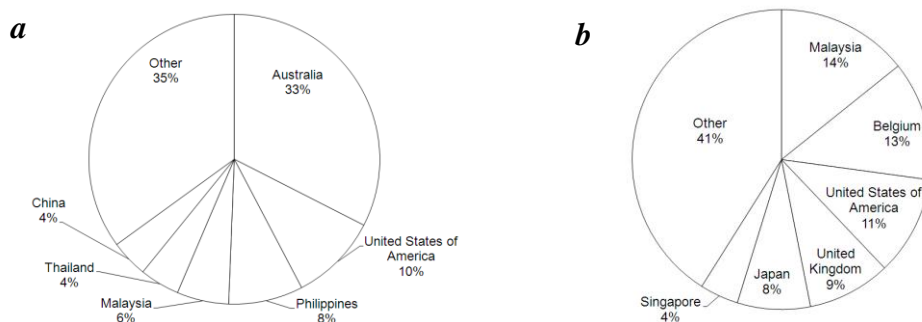 a
Other
35%
Australia
33%
United States of
America
10%
Philippines
8%
Malaysia
6%
Thailand
4%
China
4%
b
Other
41%
Malaysia
14%
Belgium
13%
United States of
America
11%
United
Kingdom
9%
Japan
8%
Singapore
4%